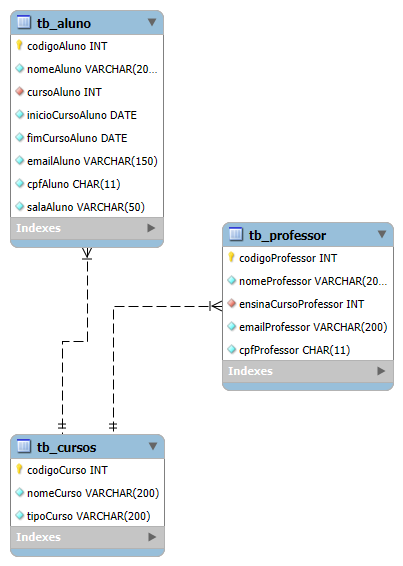 tb_aluno
codigoAluno INT
nomeAluno VARCHAR(20...
cursoAluno INT
inicioCursoAluno DATE
fimCursoAluno DATE
emailAluno VARCHAR(150)
cpfAluno CHAR(11)
salaAluno VARCHAR(50)
Indexes
tb_professor
codigoProfessor INT
nomeProfessor VARCHAR(20...
ensinaCursoProfessor INT
emailProfessor VARCHAR(200)
cpfProfessor CHAR(11)
Indexes
tb_cursos
codigoCurso INT
nomeCurso VARCHAR(200)
tipoCurso VARCHAR(200)
Indexes